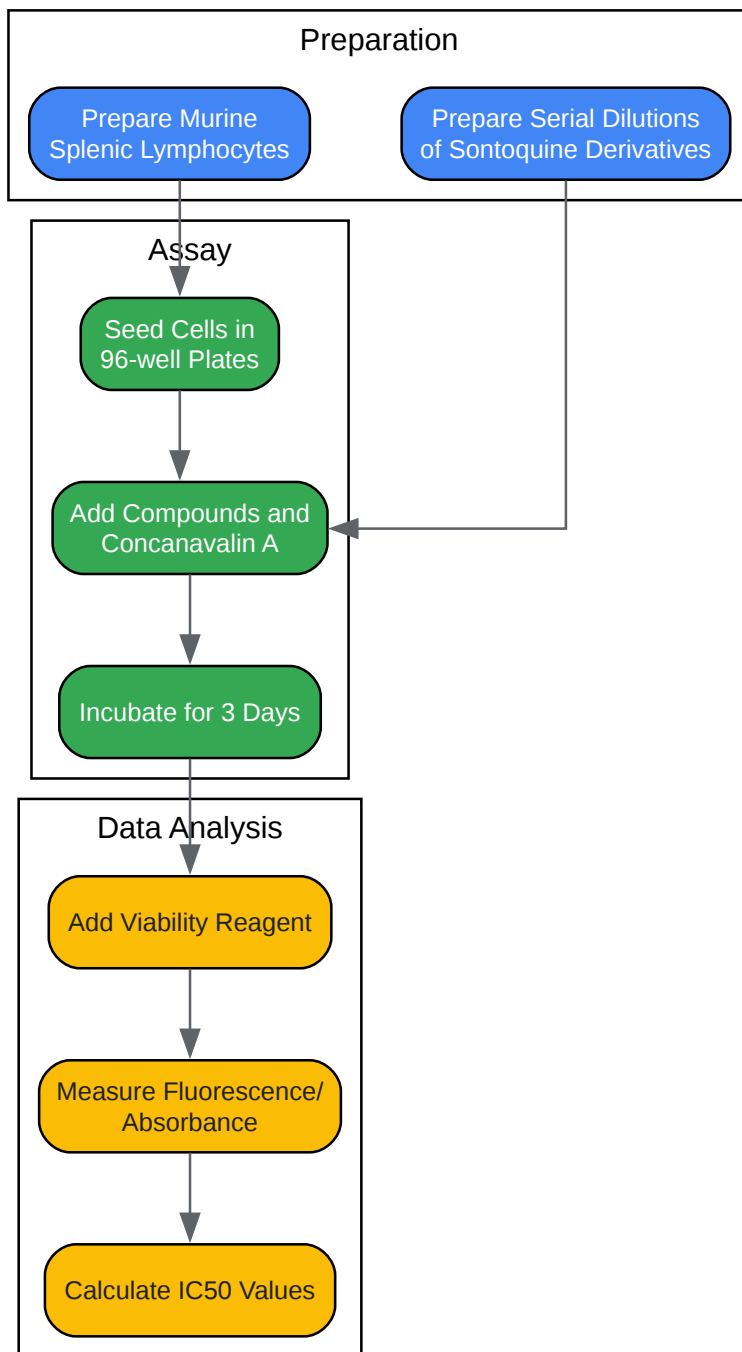 Preparation
Prepare Murine
Splenic Lymphocytes
Prepare Serial Dilutions
of Sontoquine Derivatives
Assay
Seed Cells in
96-well Plates
Add Compounds and
Concanavalin A
Incubate for 3 Days
Data Analysis
Add Viability Reagent
Measure Fluorescence/
Absorbance
Calculate IC50 Values